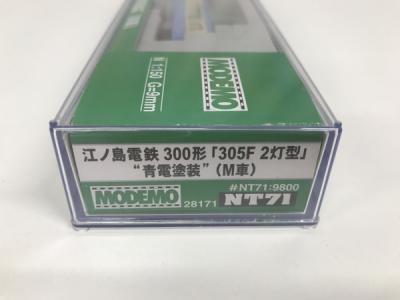 MODEMO
N 1:150 G=9mm
江ノ島電鉄 300形「305F 2灯型」
“青電塗装”(M車)
#NT71:9800
MODEMO 28171 NT71